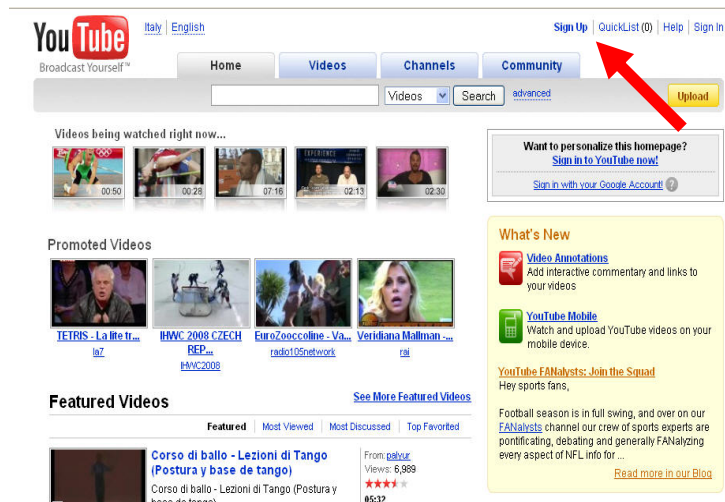 YouTube
Broadcast Yourself™
Italy | English
Sign Up | QuickList (0) | Help | Sign In
Home Videos Channels Community
Videos Search advanced Upload
Videos being watched right now...
00:50 00:28 07:16 02:13 02:30
Promoted Videos
TETRIS - La lite tr...
la7
IHWC 2008 CZECH
REP...
IHWC2008
EuroZooccoline - Va...
radio105network
Veridiana Mallman -...
rai
Featured Videos
See More Featured Videos
Featured | Most Viewed | Most Discussed | Top Favorited
Corso di ballo - Lezioni di Tango
(Postura y base de tango)
Corso di ballo - Lezioni di Tango (Postura y
base de tango)
From: palyur
Views: 6,989
05:32
Want to personalize this homepage?
Sign in to YouTube now!
Sign in with your Google Account! ?
What's New
Video Annotations
Add interactive commentary and links to
your videos
YouTube Mobile
Watch and upload YouTube videos on your
mobile device.
YouTube FANalysts: Join the Squad
Hey sports fans,
Football season is in full swing, and over on our
FANalysts channel our crew of sports experts are
pontificating, debating and generally FANalyzing
every aspect of NFL info for ...
Read more in our Blog